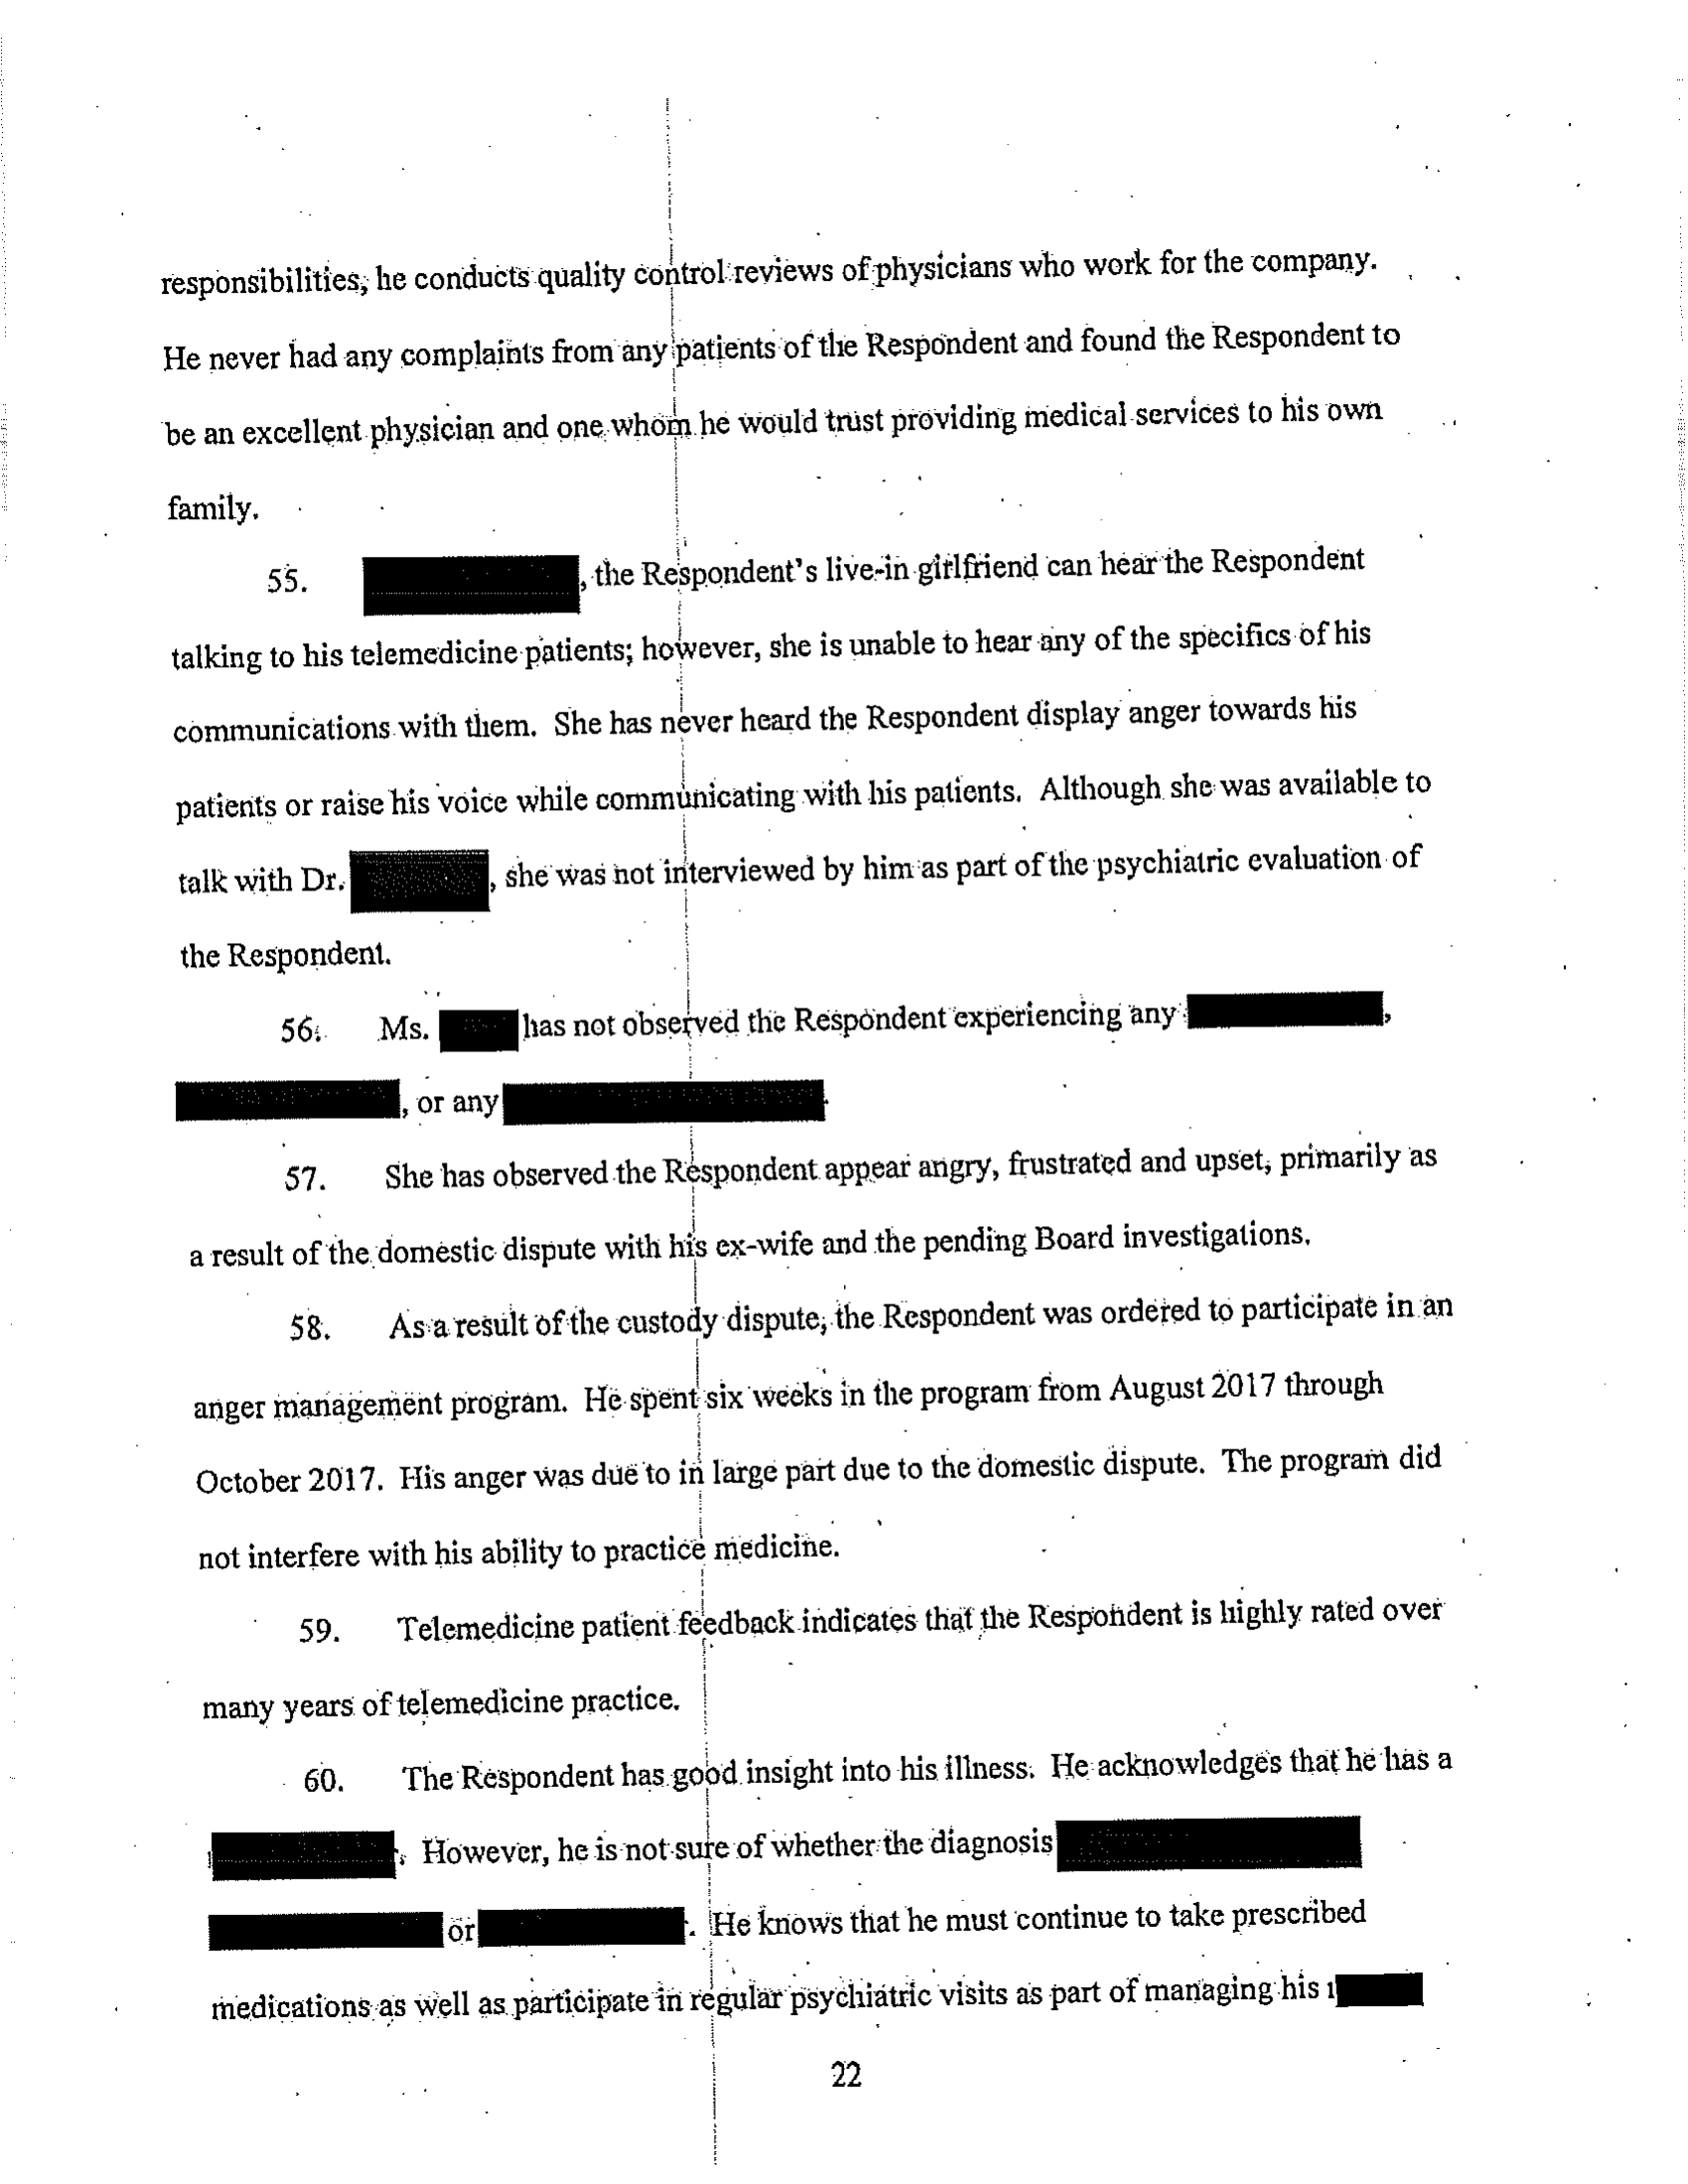 responsibilities, he conducts quality control reviews of physicians who work for the company.
He never had any complaints from any patients of the Respondent and found the Respondent to
be an excellent physician and one whom he would trust providing medical services to his own
family.
55. , the Respondent's live-in girlfriend can hear the Respondent
talking to his telemedicine patients; however, she is unable to hear any of the specifics of his
communications with them. She has never heard the Respondent display anger towards his
patients or raise his voice while communicating with his patients. Although she was available to
talk with Dr. , she was not interviewed by him as part of the psychiatric evaluation of
the Respondent.
56. Ms. has not observed the Respondent experiencing any ,
, or any .
57. She has observed the Respondent appear angry, frustrated and upset, primarily as
a result of the domestic dispute with his ex-wife and the pending Board investigations.
58. As a result of the custody dispute, the Respondent was ordered to participate in an
anger management program. He spent six weeks in the program from August 2017 through
October 2017. His anger was due to in large part due to the domestic dispute. The program did
not interfere with his ability to practice medicine.
59. Telemedicine patient feedback indicates that the Respondent is highly rated over
many years of telemedicine practice.
60. The Respondent has good insight into his illness. He acknowledges that he has a
. However, he is not sure of whether the diagnosis
or . He knows that he must continue to take prescribed
medications as well as participate in regular psychiatric visits as part of managing his
22